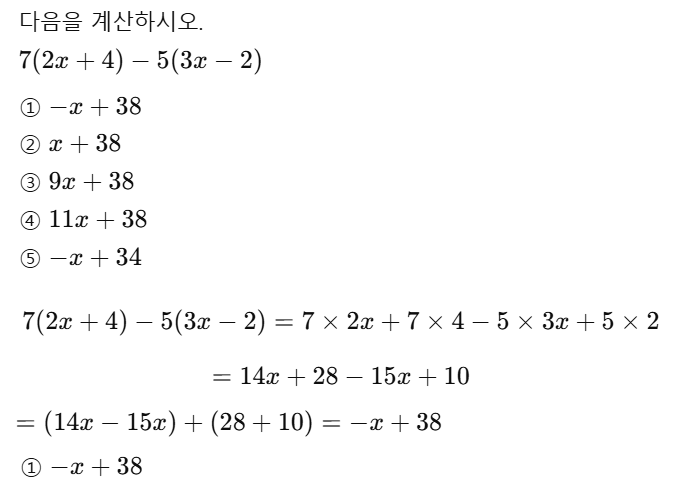 다음을 계산하시오.
7(2x + 4) − 5(3x − 2)
① −x + 38
② x + 38
③ 9x + 38
④ 11x + 38
⑤ −x + 34
7(2x + 4) − 5(3x − 2) = 7 × 2x + 7 × 4 − 5 × 3x + 5 × 2
= 14x + 28 − 15x + 10
= (14x − 15x) + (28 + 10) = −x + 38
① −x + 38